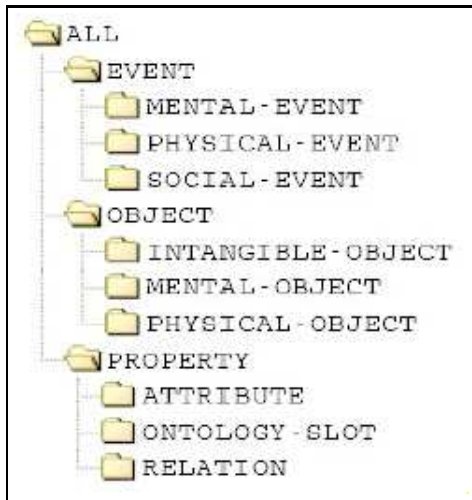 ALL
EVENT
MENTAL-EVENT
PHYSICAL-EVENT
SOCIAL-EVENT
OBJECT
INTANGIBLE-OBJECT
MENTAL-OBJECT
PHYSICAL-OBJECT
PROPERTY
ATTRIBUTE
ONTOLOGY-SLOT
RELATION